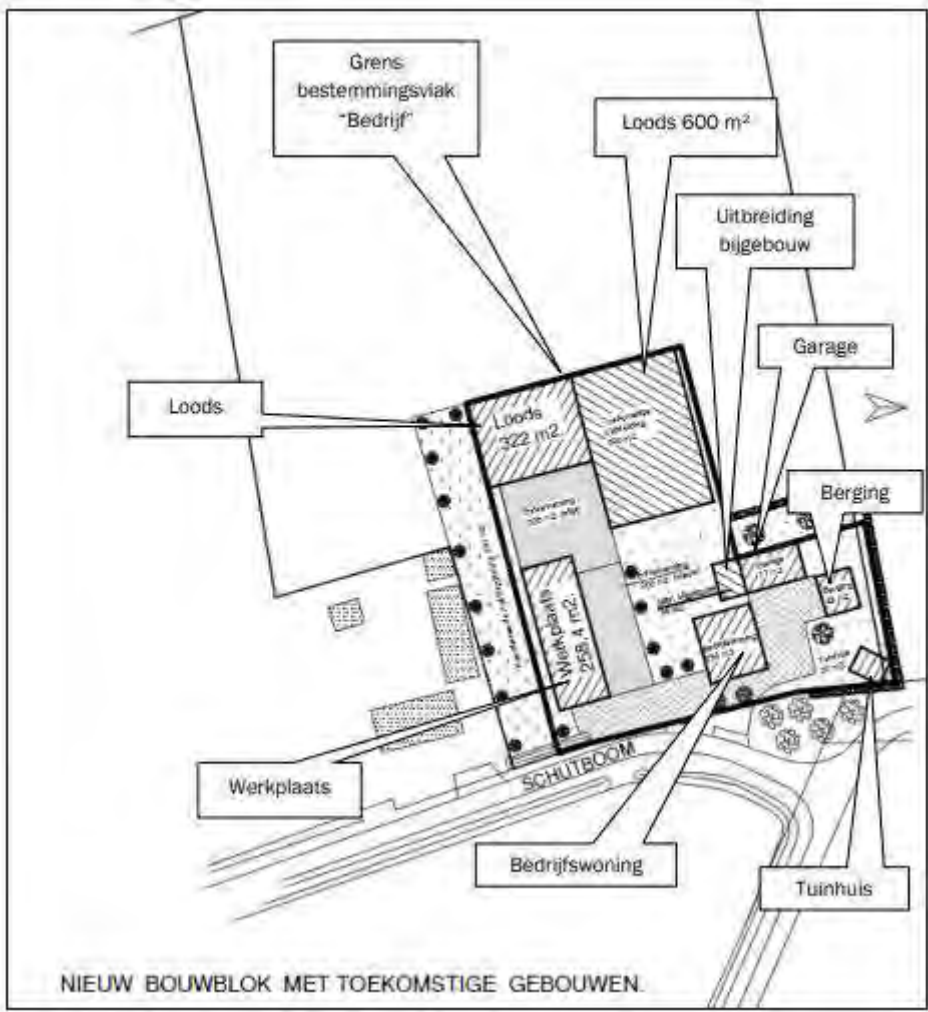 Grens
bestemmingsvlak
"Bedrijf"
Loods 600 m²
Uitbreiding
bijgebouw
Garage
Loods
Berging
Loods
322 m2.
Werkplaats
258,4 m2.
Werkplaats
SCHUTBOOM
Bedrijfswoning
Tuinhuis
NIEUW BOUWBLOK MET TOEKOMSTIGE GEBOUWEN.